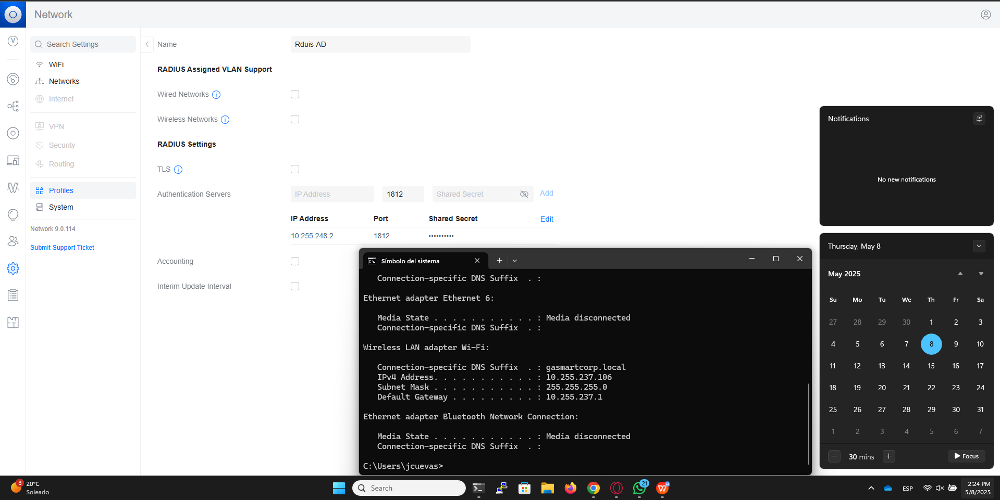 Network
Search Settings
WiFi
Networks
Internet
VPN
Security
Routing
Profiles
System
Network 9.0.114
Submit Support Ticket
Name
Rduis-AD
RADIUS Assigned VLAN Support
Wired Networks
Wireless Networks
RADIUS Settings
TLS
Authentication Servers
IP Address 1812 Shared Secret Add
IP Address Port Shared Secret Edit
10.255.248.2 1812 ••••••••••
Accounting
Interim Update Interval
Símbolo del sistema
Connection-specific DNS Suffix  . :
Ethernet adapter Ethernet 6:
Media State . . . . . . . . . . . : Media disconnected
Connection-specific DNS Suffix  . :
Wireless LAN adapter Wi-Fi:
Connection-specific DNS Suffix  . : gasmartcorp.local
IPv4 Address. . . . . . . . . . . : 10.255.237.106
Subnet Mask . . . . . . . . . . . : 255.255.255.0
Default Gateway . . . . . . . . . : 10.255.237.1
Ethernet adapter Bluetooth Network Connection:
Media State . . . . . . . . . . . : Media disconnected
Connection-specific DNS Suffix  . :
C:\Users\jcuevas>
Notifications
No new notifications
Thursday, May 8
May 2025
Su Mo Tu We Th Fr Sa
27 28 29 30 1 2 3
4 5 6 7 8 9 10
11 12 13 14 15 16 17
18 19 20 21 22 23 24
25 26 27 28 29 30 31
1 2 3 4 5 6 7
30 mins
Focus
3
20°C
Soleado
Search
21
ESP
2:24 PM
5/8/2025